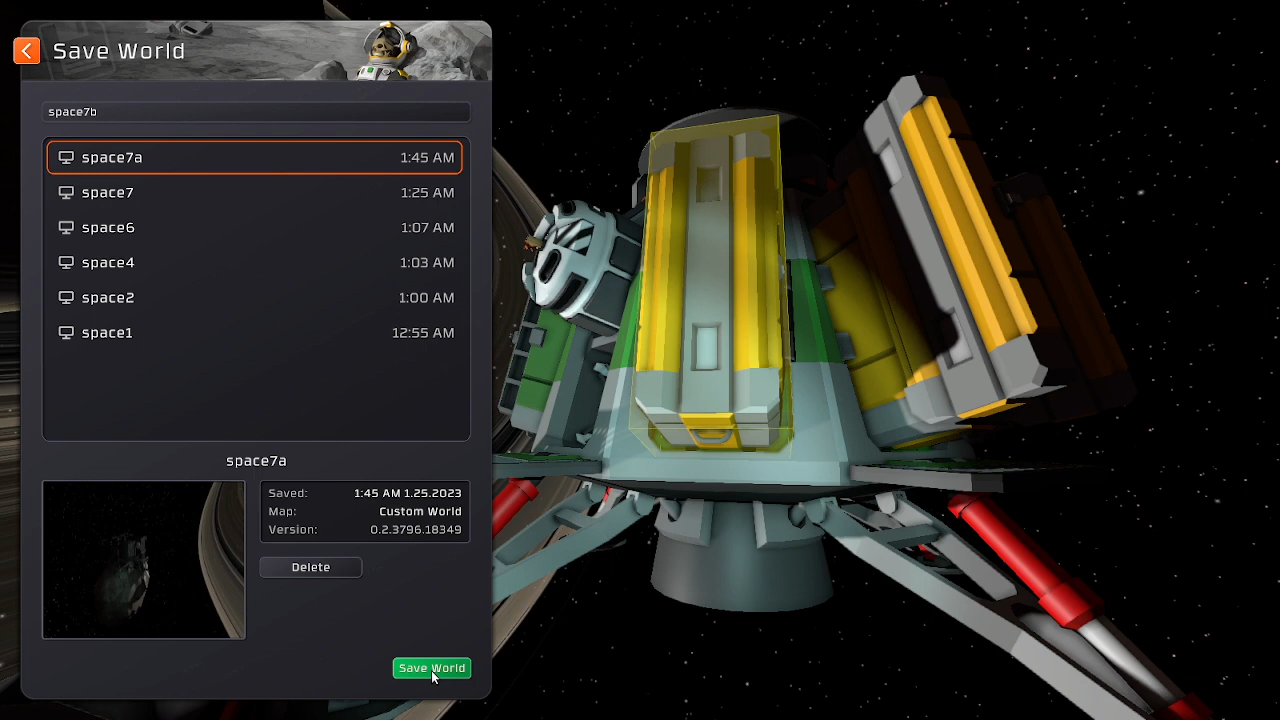 Save World
space7b
space7a 1:45 AM
space7 1:25 AM
space6 1:07 AM
space4 1:03 AM
space2 1:00 AM
space1 12:55 AM
space7a
Saved: 1:45 AM 1.25.2023
Map: Custom World
Version: 0.2.3796.18349
Delete
Save World